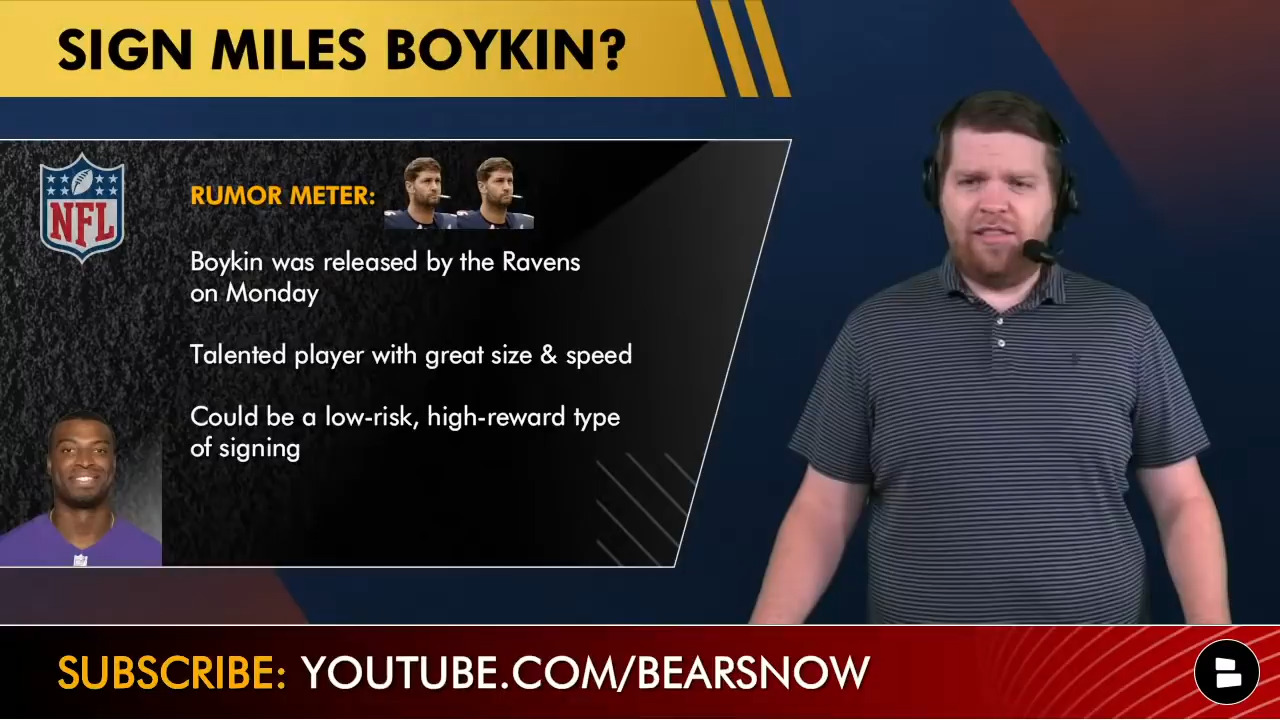 SIGN MILES BOYKIN?
NFL
RUMOR METER:
Boykin was released by the Ravens
on Monday
Talented player with great size & speed
Could be a low-risk, high-reward type
of signing
SUBSCRIBE: YOUTUBE.COM/BEARSNOW